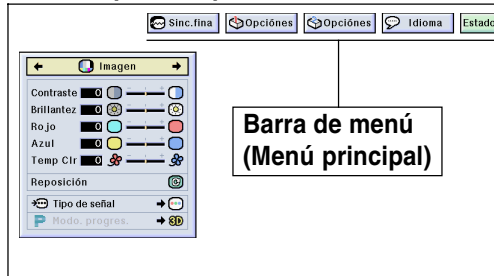 Sinc.fina Opciónes Opciónes Idioma Estado
Imagen
Contraste 0
Brillantez 0
Rojo 0
Azul 0
Temp Clr 0
Reposición
Tipo de señal
P Modo. progres. 3D
Barra de menú
(Menú principal)